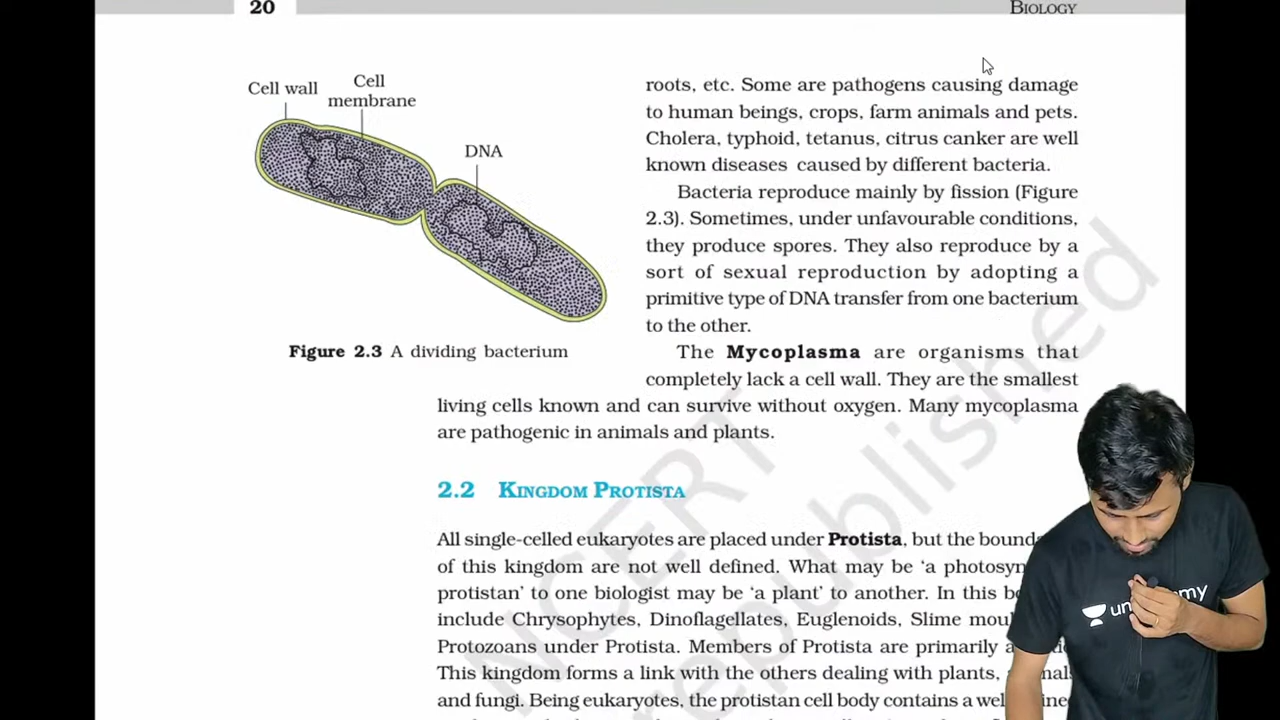 20
BIOLOGY
Cell wall
Cell
membrane
DNA
Figure 2.3 A dividing bacterium
roots, etc. Some are pathogens causing damage
to human beings, crops, farm animals and pets.
Cholera, typhoid, tetanus, citrus canker are well
known diseases caused by different bacteria.
Bacteria reproduce mainly by fission (Figure
2.3). Sometimes, under unfavourable conditions,
they produce spores. They also reproduce by a
sort of sexual reproduction by adopting a
primitive type of DNA transfer from one bacterium
to the other.
The Mycoplasma are organisms that
completely lack a cell wall. They are the smallest
living cells known and can survive without oxygen. Many mycoplasma
are pathogenic in animals and plants.
2.2 KINGDOM PROTISTA
All single-celled eukaryotes are placed under Protista, but the
of this kingdom are not well defined. What may be ‘a
protistan’ to one biologist may be ‘a plant’ to another. In this
include Chrysophytes, Dinoflagellates, Euglenoids, Slime
Protozoans under Protista. Members of Protista are primarily
This kingdom forms a link with the others dealing with plants,
and fungi. Being eukaryotes, the protistan cell body contains a
NCERT
republished